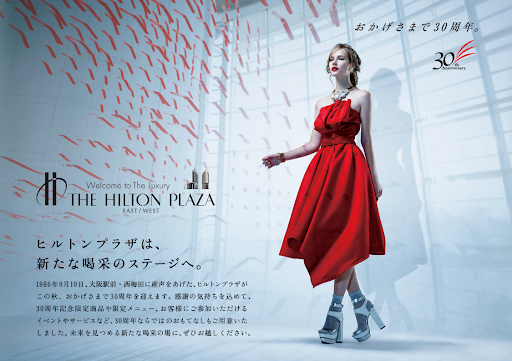 おかげさまで30周年。
30th
Anniversary
Welcome to The Luxury
THE HILTON PLAZA
EAST / WEST
ヒルトンプラザは、
新たな喝采のステージへ。
1986年9月10日、大阪駅前・西梅田に産声をあげた、ヒルトンプラザが
この秋、おかげさまで30周年を迎えます。感謝の気持ちを込めて、
30周年記念限定商品や限定メニュー、お客様にご参加いただける
イベントやサービスなど、30周年ならではのおもてなしもご用意いた
しました。未来を見つめる新たな喝采の場に、ぜひお越しください。